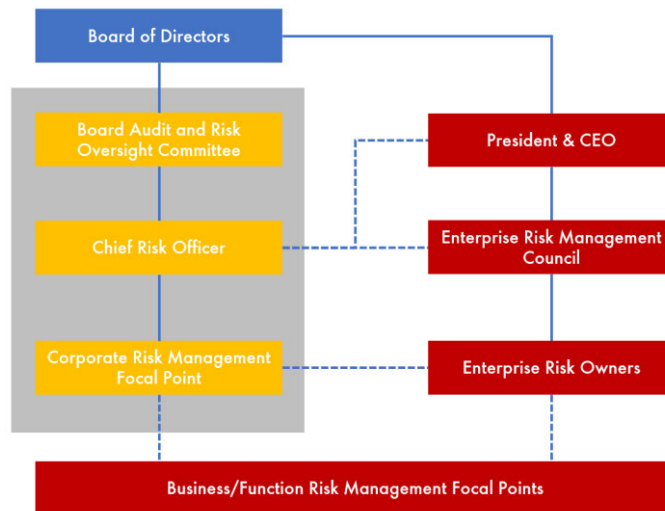 Board of Directors
Board Audit and Risk
Oversight Committee
President & CEO
Chief Risk Officer
Enterprise Risk Management
Council
Corporate Risk Management
Focal Point
Enterprise Risk Owners
Business/Function Risk Management Focal Points